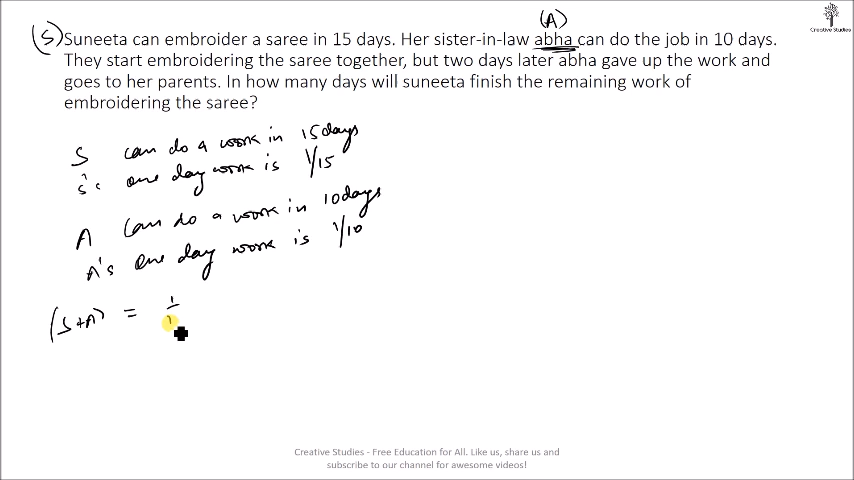 (A)
(S) Suneeta can embroider a saree in 15 days. Her sister-in-law abha can do the job in 10 days.
They start embroidering the saree together, but two days later abha gave up the work and
goes to her parents. In how many days will suneeta finish the remaining work of
embroidering the saree?
S can do a work in 15days
S's one day work is 1/15
A can do a work in 10days
A's one day work is 1/10
(S+A) = 1/1
Creative Studies
Creative Studies - Free Education for All. Like us, share us and
subscribe to our channel for awesome videos!